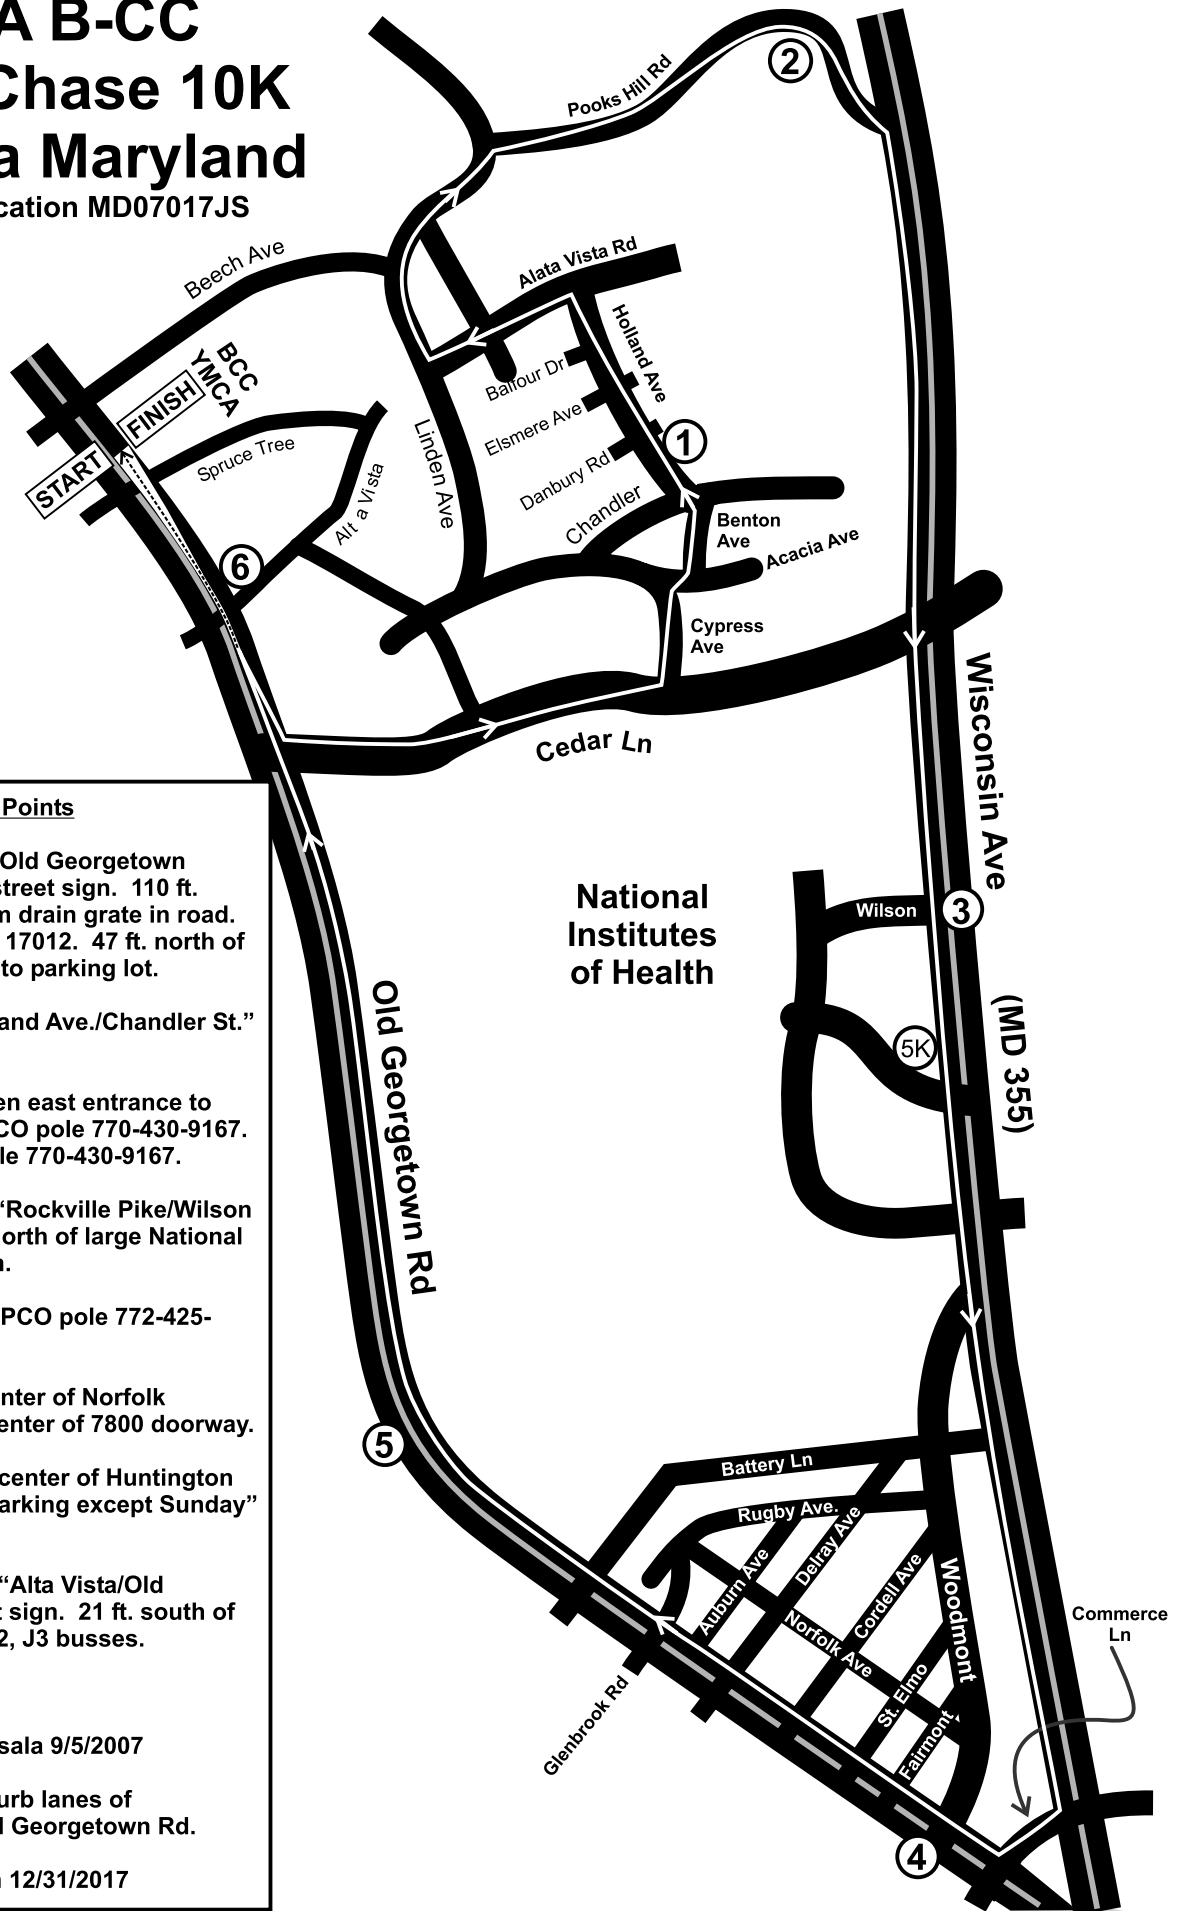 A B-CC
Chase 10K
a Maryland
cation MD07017JS
Pooks Hill Rd
2
Beech Ave
Alata Vista Rd
BCC
YMCA
FINISH
START
Spruce Tree
Alt a Vista
Linden Ave
Balfour Dr
Elsmere Ave
Danbury Rd
Holland Ave
1
Chandler
Benton
Ave
Acacia Ave
6
Cypress
Ave
Cedar Ln
Wisconsin Ave
(MD 355)
National
Institutes
of Health
Wilson
3
5K
Old Georgetown Rd
5
Battery Ln
Rugby Ave.
Auburn Ave
Delray Ave
Cordell Ave
Norfolk Ave
St. Elmo
Fairmont
Woodmont
Glenbrook Rd
Commerce
Ln
4
Points
Old Georgetown
street sign. 110 ft.
m drain grate in road.
17012. 47 ft. north of
to parking lot.
and Ave./Chandler St.”
en east entrance to
CO pole 770-430-9167.
le 770-430-9167.
“Rockville Pike/Wilson
orth of large National
n.
PCO pole 772-425-
nter of Norfolk
enter of 7800 doorway.
center of Huntington
arking except Sunday”
“Alta Vista/Old
t sign. 21 ft. south of
2, J3 busses.
sala 9/5/2007
urb lanes of
d Georgetown Rd.
n 12/31/2017